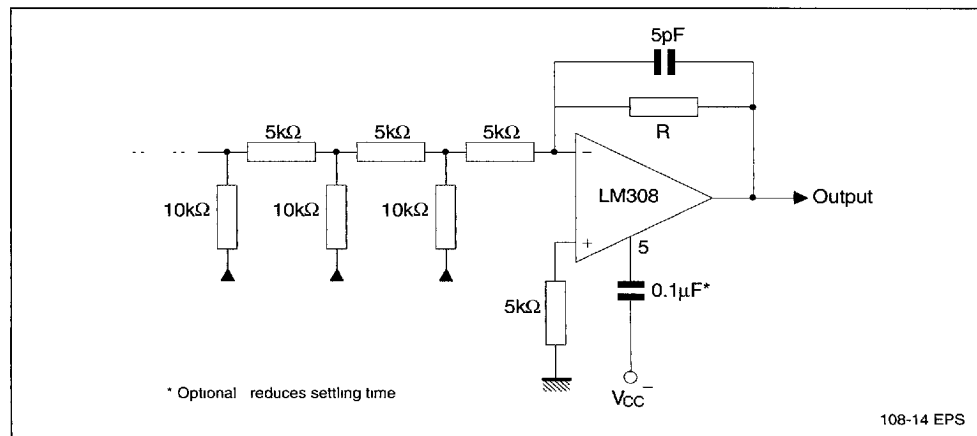 5pF
R
5kΩ 5kΩ 5kΩ
10kΩ 10kΩ 10kΩ
−
LM308
+
Output
5
5kΩ
0.1µF*
VCC−
* Optional reduces settling time
108-14 EPS